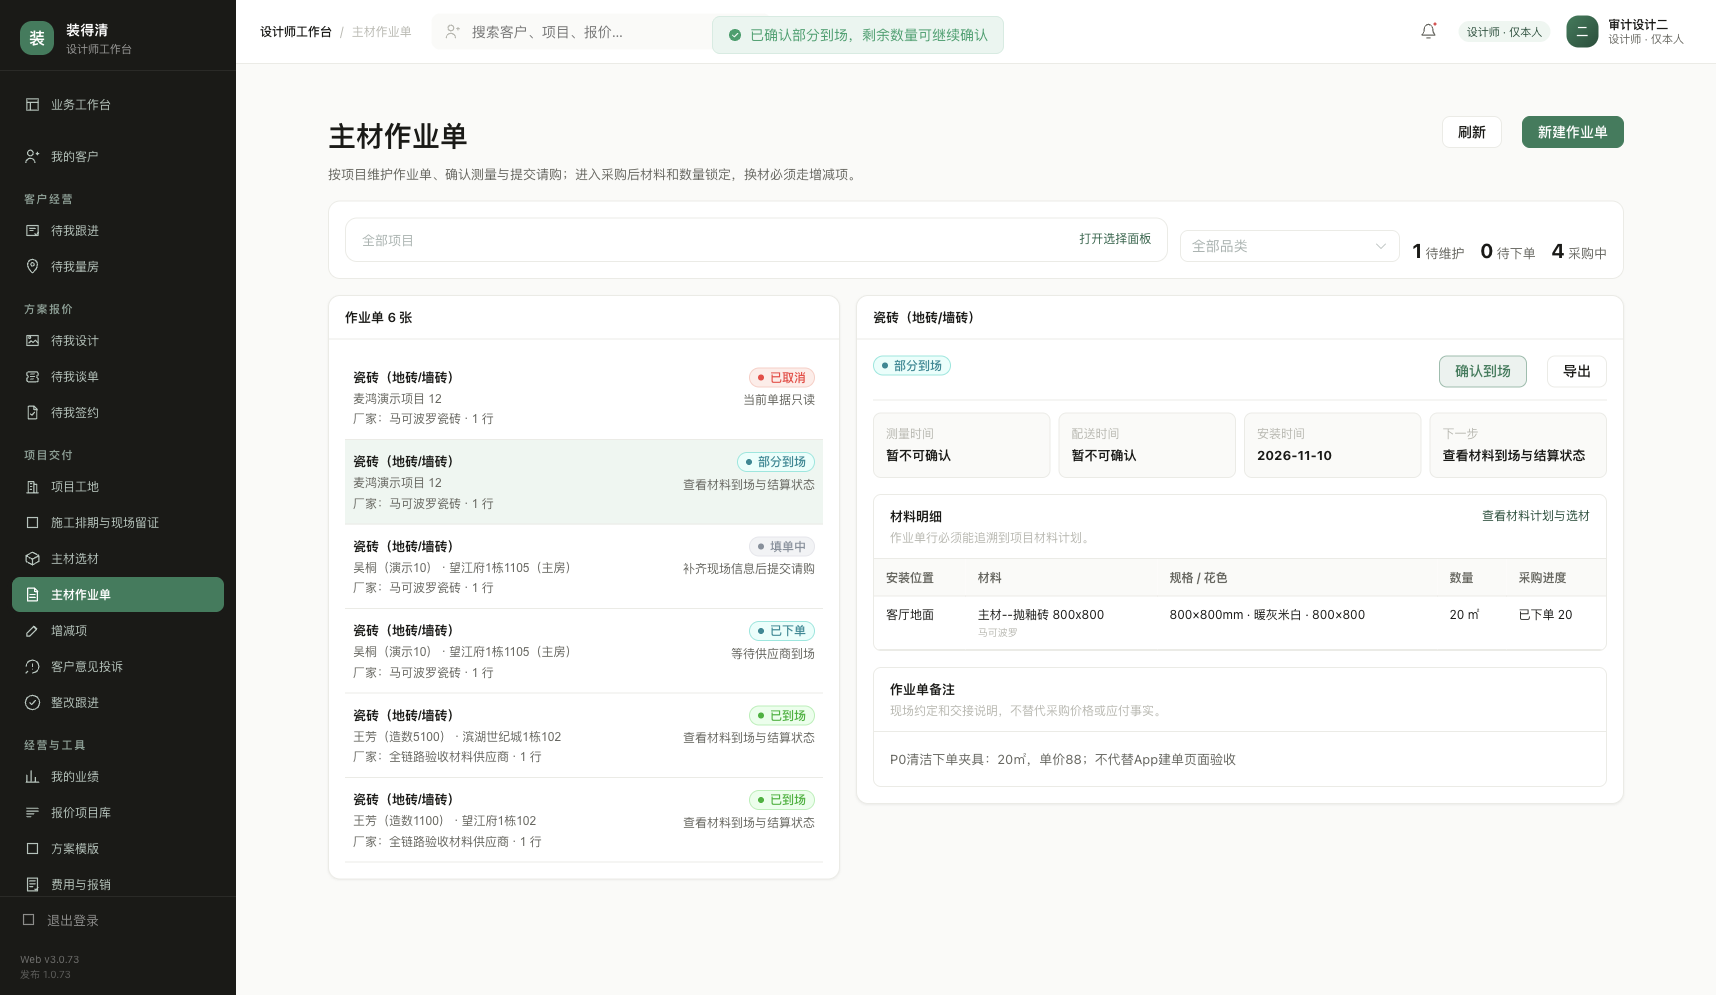 装
装得清
设计师工作台
业务工作台
我的客户
客户经营
待我跟进
待我量房
方案报价
待我设计
待我谈单
待我签约
项目交付
项目工地
施工排期与现场留证
主材选材
主材作业单
增减项
客户意见投诉
整改跟进
经营与工具
我的业绩
报价项目库
方案模版
费用与报销
退出登录
Web v3.0.73
发布 1.0.73
设计师工作台 / 主材作业单
搜索客户、项目、报价...
已确认部分到场，剩余数量可继续确认
设计师 · 仅本人
二
审计设计二
设计师 · 仅本人
主材作业单
按项目维护作业单、确认测量与提交请购；进入采购后材料和数量锁定，换材必须走增减项。
刷新
新建作业单
全部项目
打开选择面板
全部品类
1 待维护
0 待下单
4 采购中
作业单 6 张
瓷砖（地砖/墙砖）
已取消
麦鸿演示项目 12
当前单据只读
厂家：马可波罗瓷砖 · 1 行
瓷砖（地砖/墙砖）
部分到场
麦鸿演示项目 12
查看材料到场与结算状态
厂家：马可波罗瓷砖 · 1 行
瓷砖（地砖/墙砖）
填单中
吴桐（演示10） · 望江府1栋1105（主房）
补齐现场信息后提交请购
厂家：马可波罗瓷砖 · 1 行
瓷砖（地砖/墙砖）
已下单
吴桐（演示10） · 望江府1栋1105（主房）
等待供应商到场
厂家：马可波罗瓷砖 · 1 行
瓷砖（地砖/墙砖）
已到场
王芳（造数5100） · 滨湖世纪城1栋102
查看材料到场与结算状态
厂家：全链路验收材料供应商 · 1 行
瓷砖（地砖/墙砖）
已到场
王芳（造数1100） · 望江府1栋102
查看材料到场与结算状态
厂家：全链路验收材料供应商 · 1 行
瓷砖（地砖/墙砖）
部分到场
确认到场
导出
测量时间
暂不可确认
配送时间
暂不可确认
安装时间
2026-11-10
下一步
查看材料到场与结算状态
材料明细
查看材料计划与选材
作业单行必须能追溯到项目材料计划。
安装位置 材料 规格 / 花色 数量 采购进度
客厅地面 主材--抛釉砖 800x800 800×800mm · 暖灰米白 · 800×800 20 ㎡ 已下单 20
马可波罗
作业单备注
现场约定和交接说明，不替代采购价格或应付事实。
P0清洁下单夹具：20㎡，单价88；不代替App建单页面验收